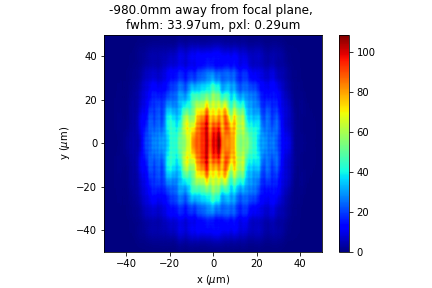 -980.0mm away from focal plane,
fwhm: 33.97um, pxl: 0.29um
40
20
0
−20
−40
y (μm)
−40 −20 0 20 40
x (μm)
100
80
60
40
20
0